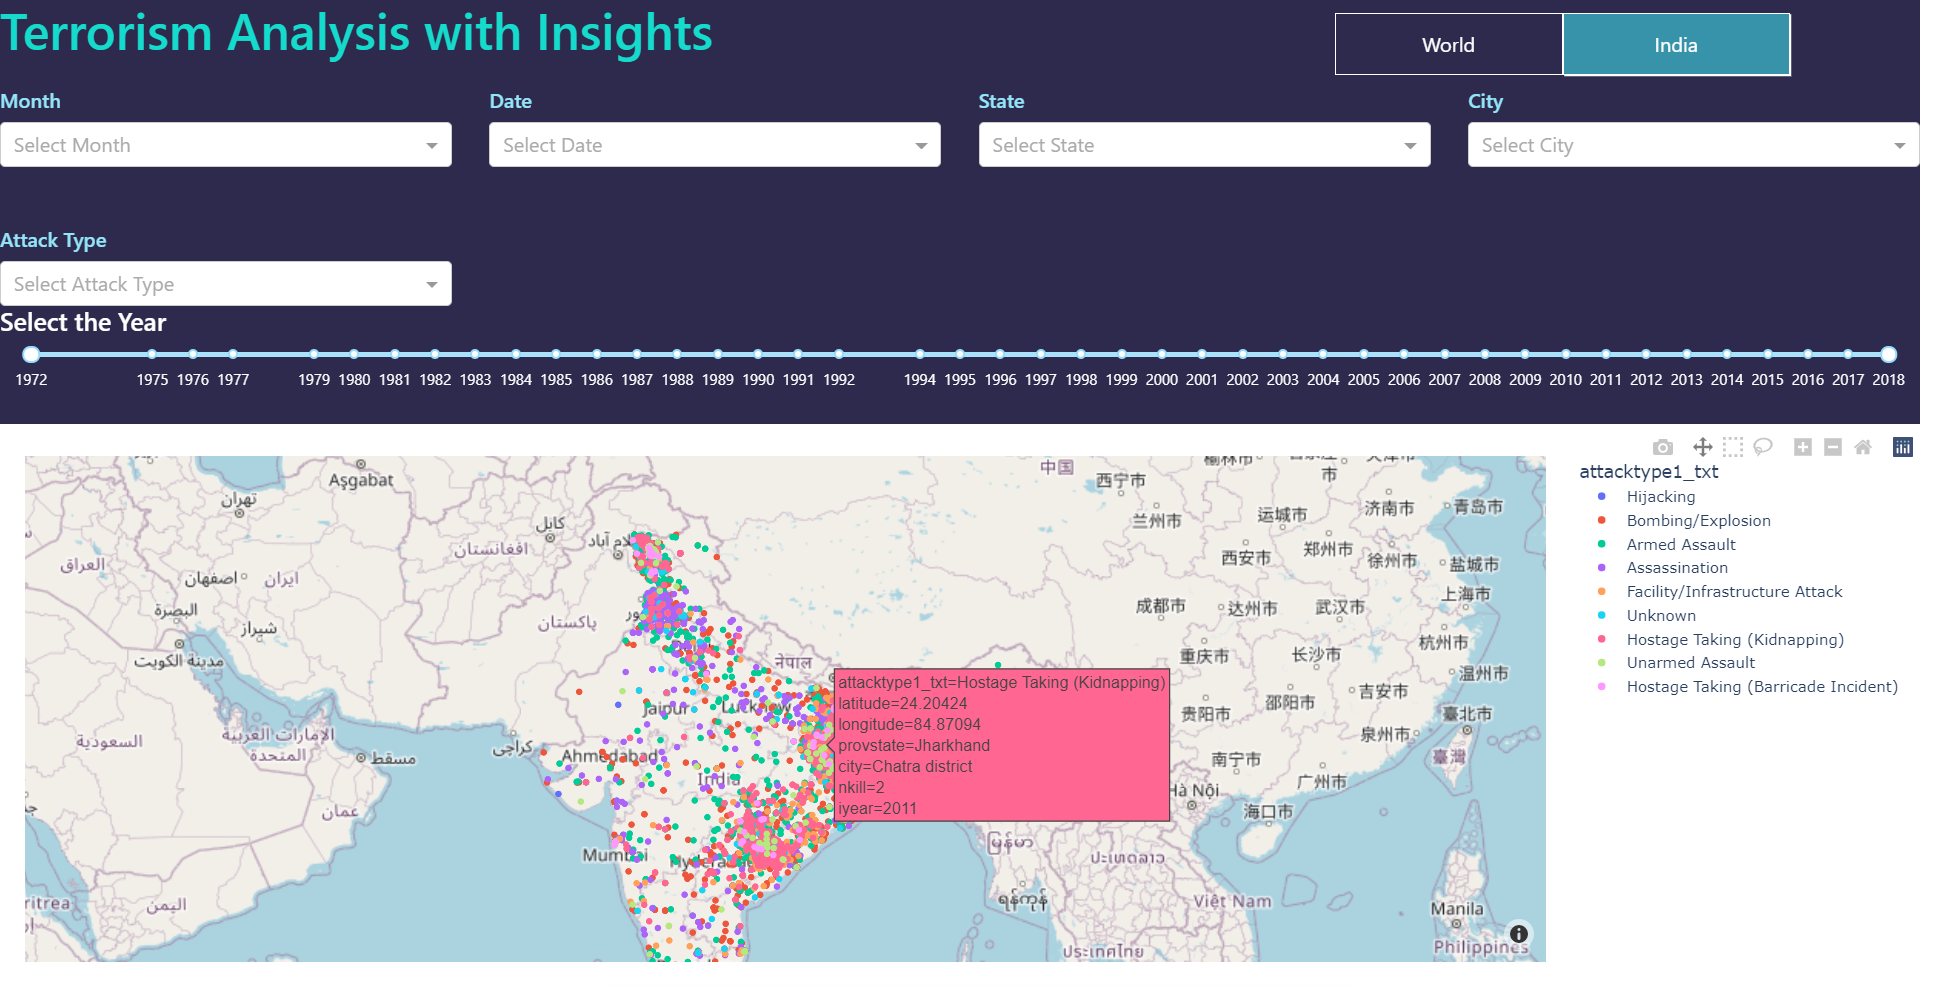 Terrorism Analysis with Insights
World
India
Month
Date
State
City
Select Month
Select Date
Select State
Select City
Attack Type
Select Attack Type
Select the Year
1972 1975 1976 1977 1979 1980 1981 1982 1983 1984 1985 1986 1987 1988 1989 1990 1991 1992 1994 1995 1996 1997 1998 1999 2000 2001 2002 2003 2004 2005 2006 2007 2008 2009 2010 2011 2012 2013 2014 2015 2016 2017 2018
attacktype1_txt
Hijacking
Bombing/Explosion
Armed Assault
Assassination
Facility/Infrastructure Attack
Unknown
Hostage Taking (Kidnapping)
Unarmed Assault
Hostage Taking (Barricade Incident)
attacktype1_txt=Hostage Taking (Kidnapping)
latitude=24.20424
longitude=84.87094
provstate=Jharkhand
city=Chatra district
nkill=2
iyear=2011
Aşgabat
中国
西宁市
兰州市
运城市
济南市
青岛市
تهران
کابل
افغانستان
西安市
郑州市
徐州市
盐城市
العراق
اصفهان
ایران
البصرة
شیراز
پاکستان
成都市
达州市
武汉市
上海市
杭州市
مدينة الكويت
नेपाल
重庆市
长沙市
温州市
贵阳市
邵阳市
吉安市
臺北市
泉州市
臺灣
Jaipur
Lucknow
السعودية
الإمارات العربية
المتحدة
مسقط
کراچی
Ahmedabad
India
南宁市
广州市
Hà Nội
海口市
عمان
Mumbai
Hyderabad
မြန်မာ
ရန်ကုန်
ประเทศลาว
Việt Nam
ประเทศไทย
اليمن
Manila
Philippines